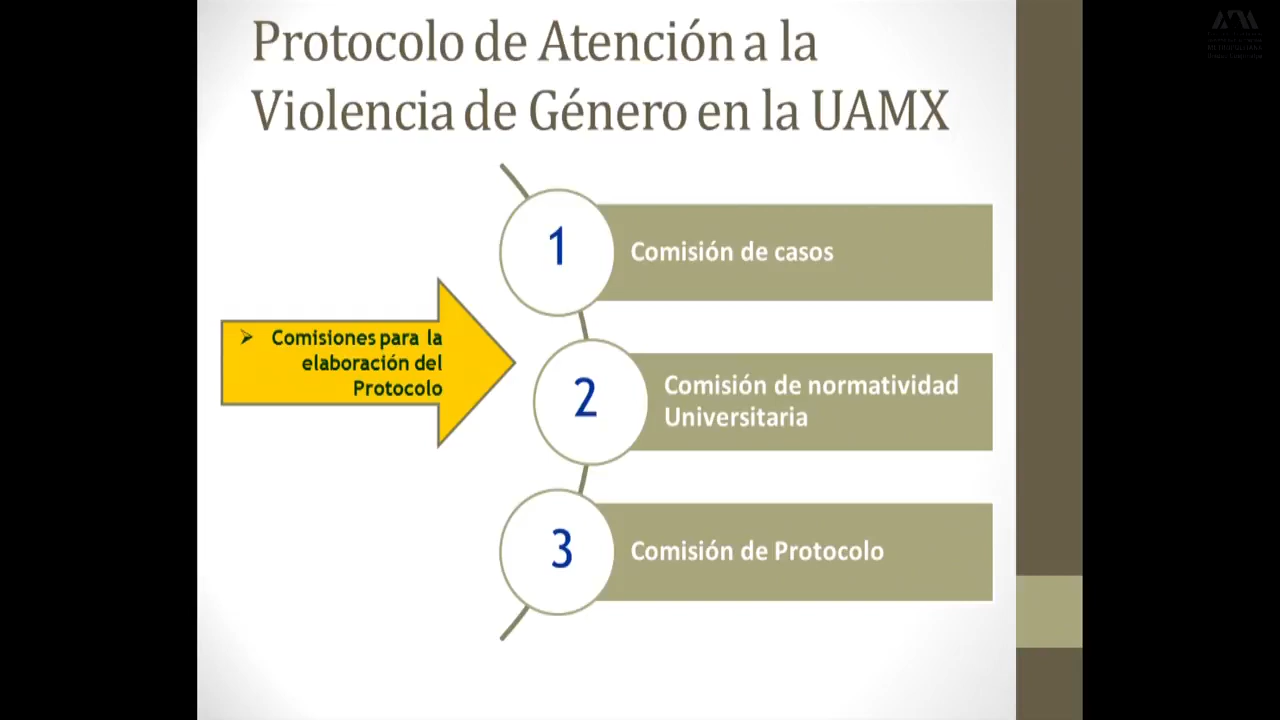 Protocolo de Atención a la
Violencia de Género en la UAMX
1
Comisión de casos
Comisiones para la
elaboración del
Protocolo
2
Comisión de normatividad
Universitaria
3
Comisión de Protocolo